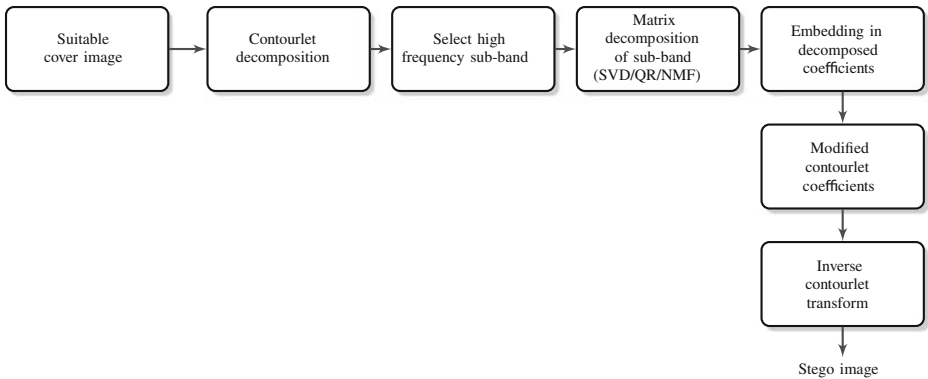 Suitable
cover image
Contourlet
decomposition
Select high
frequency sub-band
Matrix
decomposition
of sub-band
(SVD/QR/NMF)
Embedding in
decomposed
coefficients
Modified
contourlet
coefficients
Inverse
contourlet
transform
Stego image